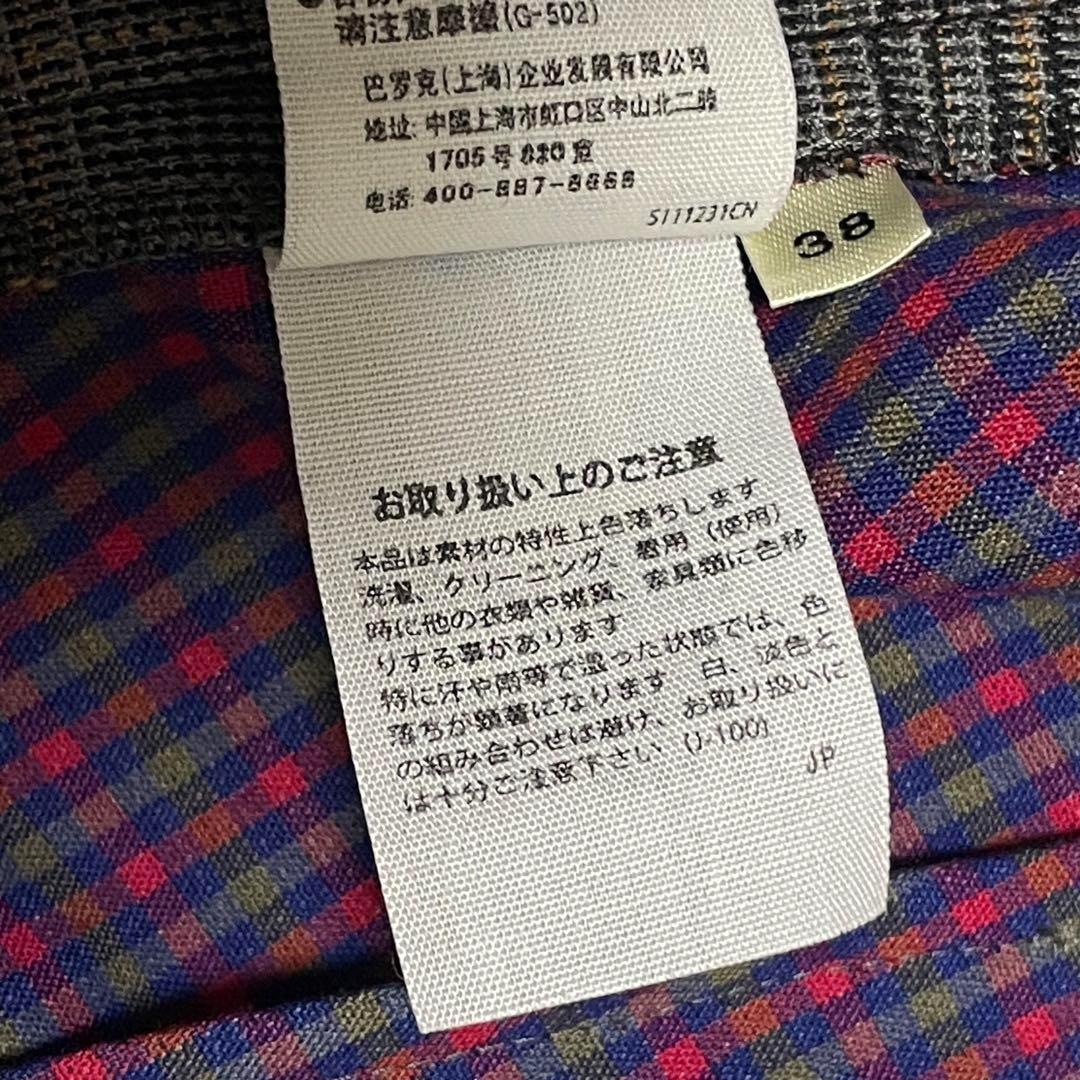 请注意摩擦(G-502)
巴罗克(上海)企业发展有限公司
地址: 中國上海市虹口区中山北二路
1705号820室
电话: 400-887-8668
S111231CN
38
お取り扱い上のご注意
本品は素材の特性上色落ちします
洗濯、クリーニング、着用(使用)
時に他の衣類や雑貨、家具類に色移
りする事があります
特に汗や雨等で湿った状態では、色
落ちが顕著になります 白、淡色と
の組み合わせは避け、お取り扱いに
は十分ご注意下さい (J-100)
JP